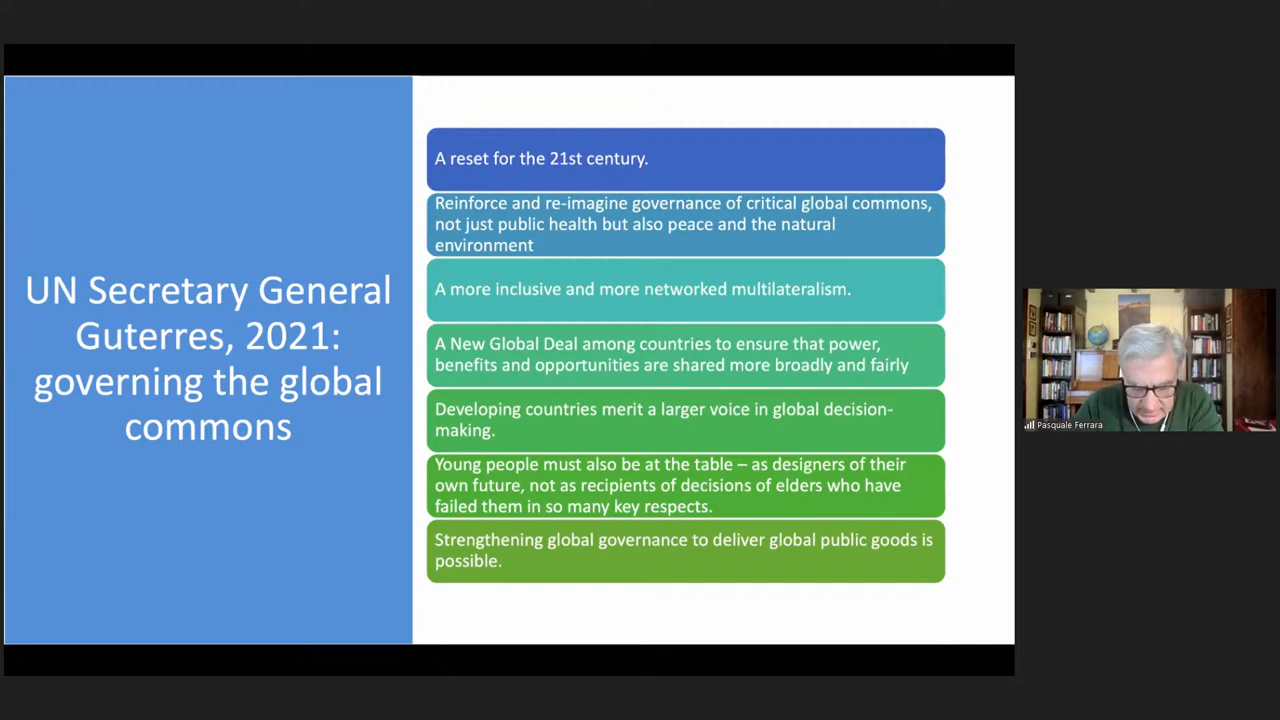 UN Secretary General
Guterres, 2021:
governing the global
commons
A reset for the 21st century.
Reinforce and re-imagine governance of critical global commons,
not just public health but also peace and the natural
environment
A more inclusive and more networked multilateralism.
A New Global Deal among countries to ensure that power,
benefits and opportunities are shared more broadly and fairly
Developing countries merit a larger voice in global decision-
making.
Young people must also be at the table – as designers of their
own future, not as recipients of decisions of elders who have
failed them in so many key respects.
Strengthening global governance to deliver global public goods is
possible.
Pasquale Ferrara